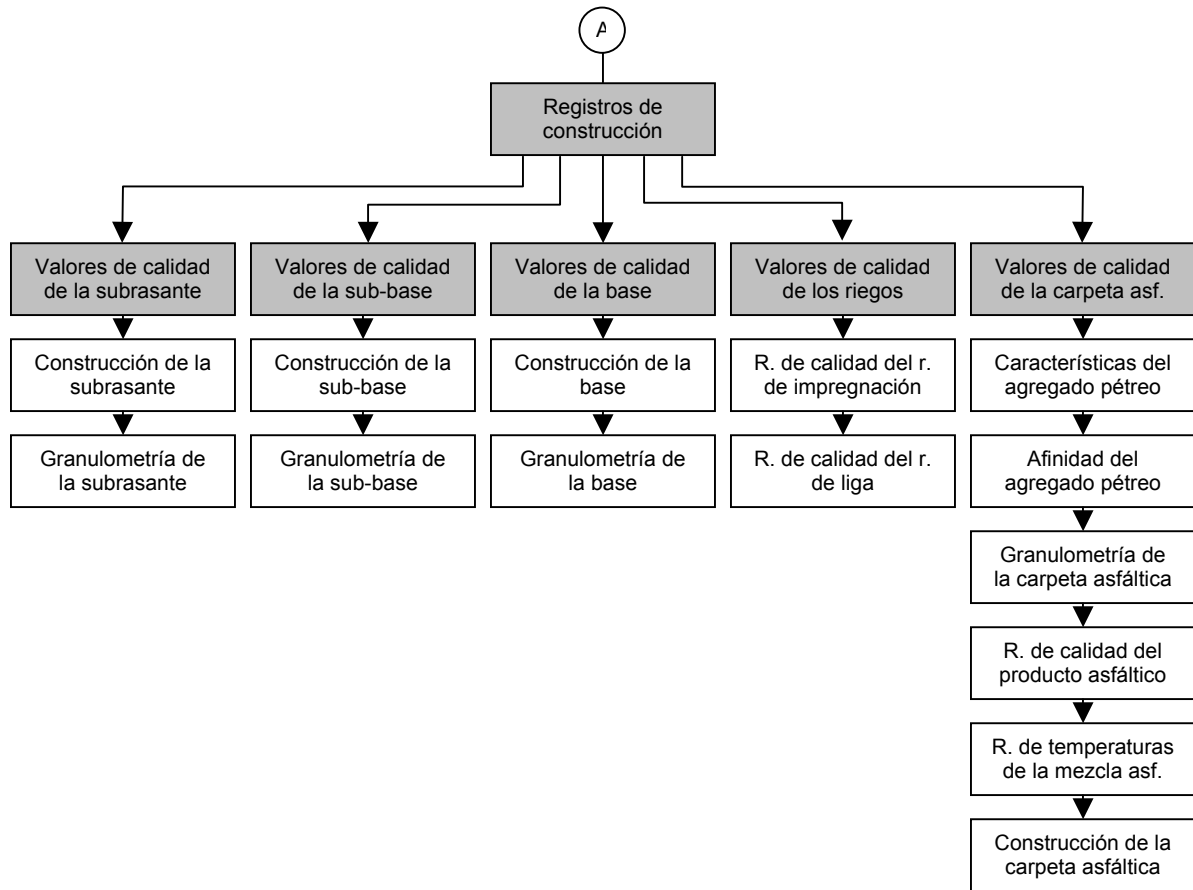 A
Registros de
construcción
Valores de calidad
de la subrasante
Valores de calidad
de la sub-base
Valores de calidad
de la base
Valores de calidad
de los riegos
Valores de calidad
de la carpeta asf.
Construcción de la
subrasante
Construcción de la
sub-base
Construcción de la
base
R. de calidad del r.
de impregnación
Características del
agregado pétreo
Granulometría de
la subrasante
Granulometría de
la sub-base
Granulometría de
la base
R. de calidad del r.
de liga
Afinidad del
agregado pétreo
Granulometría de
la carpeta asfáltica
R. de calidad del
producto asfáltico
R. de temperaturas
de la mezcla asf.
Construcción de la
carpeta asfáltica